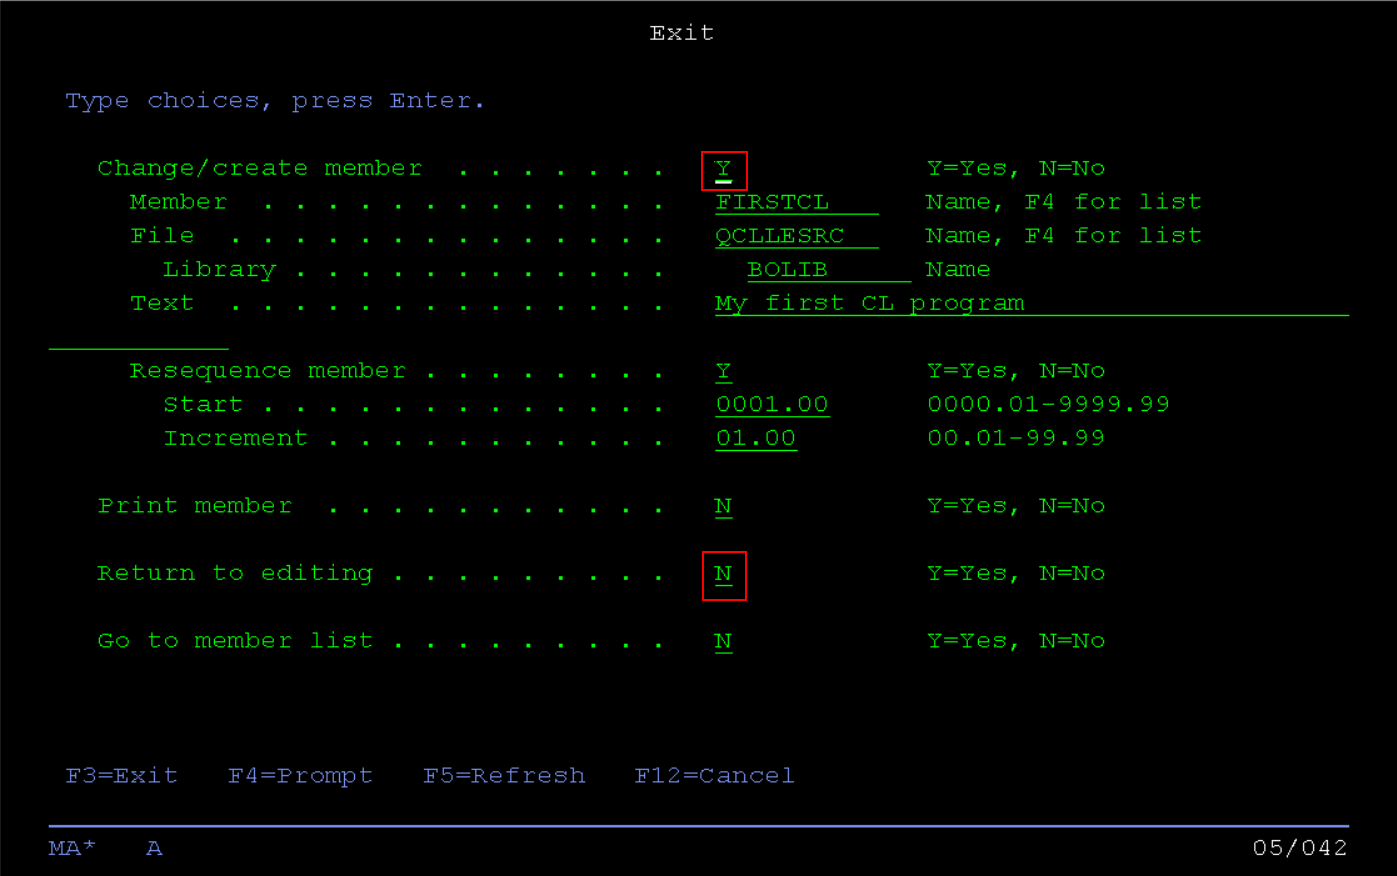 Exit
Type choices, press Enter.
Change/create member . . . . . . . Y Y=Yes, N=No
Member . . . . . . . . . . . . . FIRSTCL Name, F4 for list
File . . . . . . . . . . . . . . QCLLESRC Name, F4 for list
Library . . . . . . . . . . . . BOLIB Name
Text . . . . . . . . . . . . . . My first CL program
Resequence member . . . . . . . . Y Y=Yes, N=No
Start . . . . . . . . . . . . . 0001.00 0000.01-9999.99
Increment . . . . . . . . . . . 01.00 00.01-99.99
Print member . . . . . . . . . . . N Y=Yes, N=No
Return to editing . . . . . . . . . N Y=Yes, N=No
Go to member list . . . . . . . . . N Y=Yes, N=No
F3=Exit F4=Prompt F5=Refresh F12=Cancel
MA* A 05/042